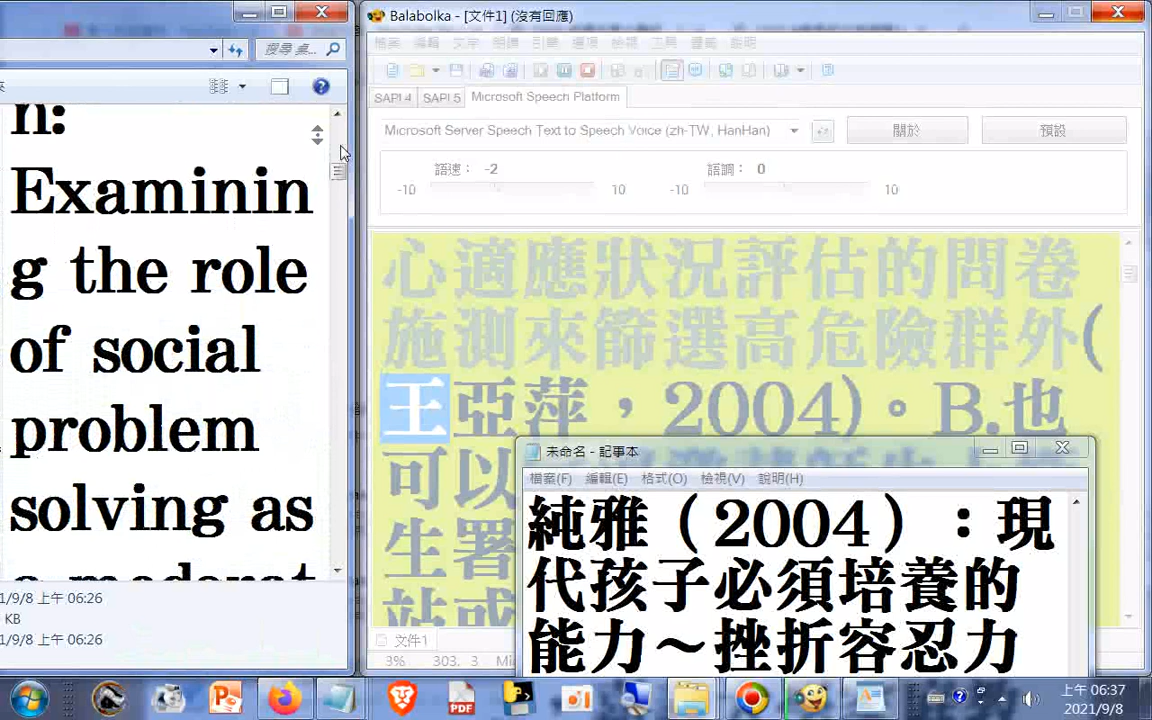 搜尋桌...
n:
Examinin
g the role
of social
problem
solving as
a moderat
1/9/8 上午 06:26
KB
1/9/8 上午 06:26
Balabolka - [文件1] (沒有回應)
SAPI 4
SAPI 5
Microsoft Speech Platform
Microsoft Server Speech Text to Speech Voice (zh-TW, HanHan)
關於
預設
語速： -2
語調： 0
-10
10
-10
10
心適應狀況評估的問卷
施測來篩選高危險群外(
王亞萍，2004)。B.也
可以
生署
站或
文件1
3%
303, 3
未命名 - 記事本
檔案(F) 編輯(E) 格式(O) 檢視(V) 說明(H)
純雅（2004）：現
代孩子必須培養的
能力～挫折容忍力
上午 06:37
2021/9/8